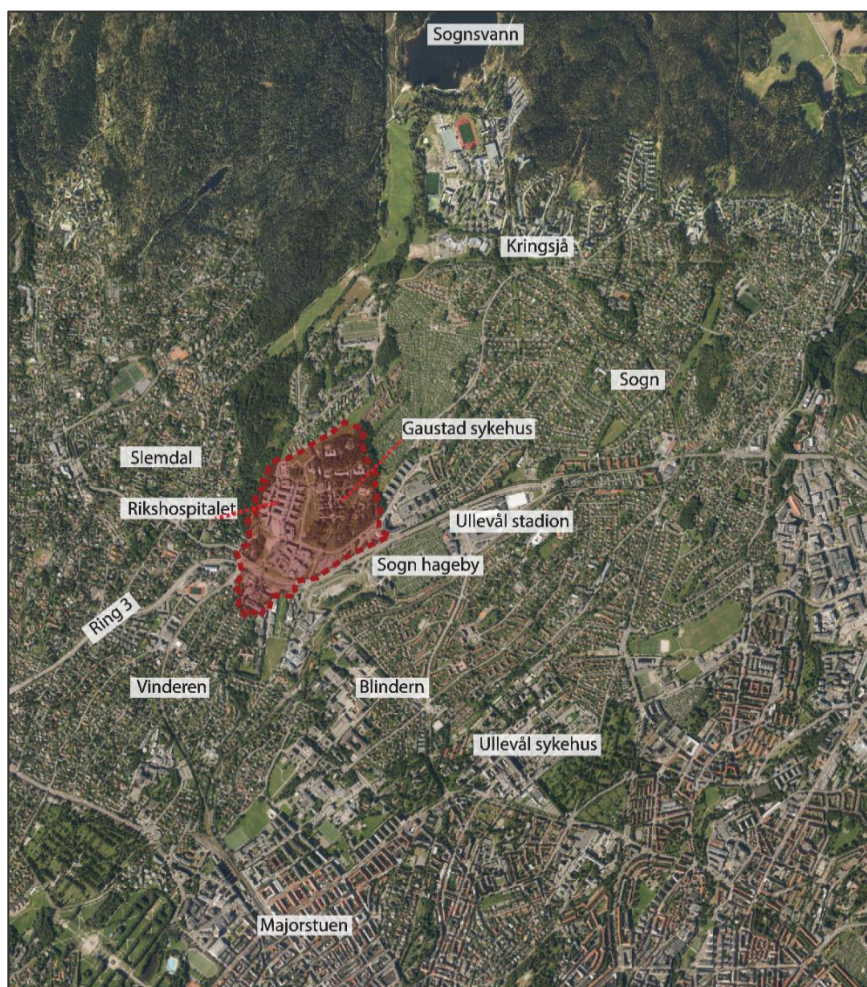 Sognsvann
Kringsjå
Sogn
Gaustad sykehus
Slemdal
Rikshospitalet
Ullevål stadion
Sogn hageby
Ring 3
Vinderen
Blindern
Ullevål sykehus
Majorstuen